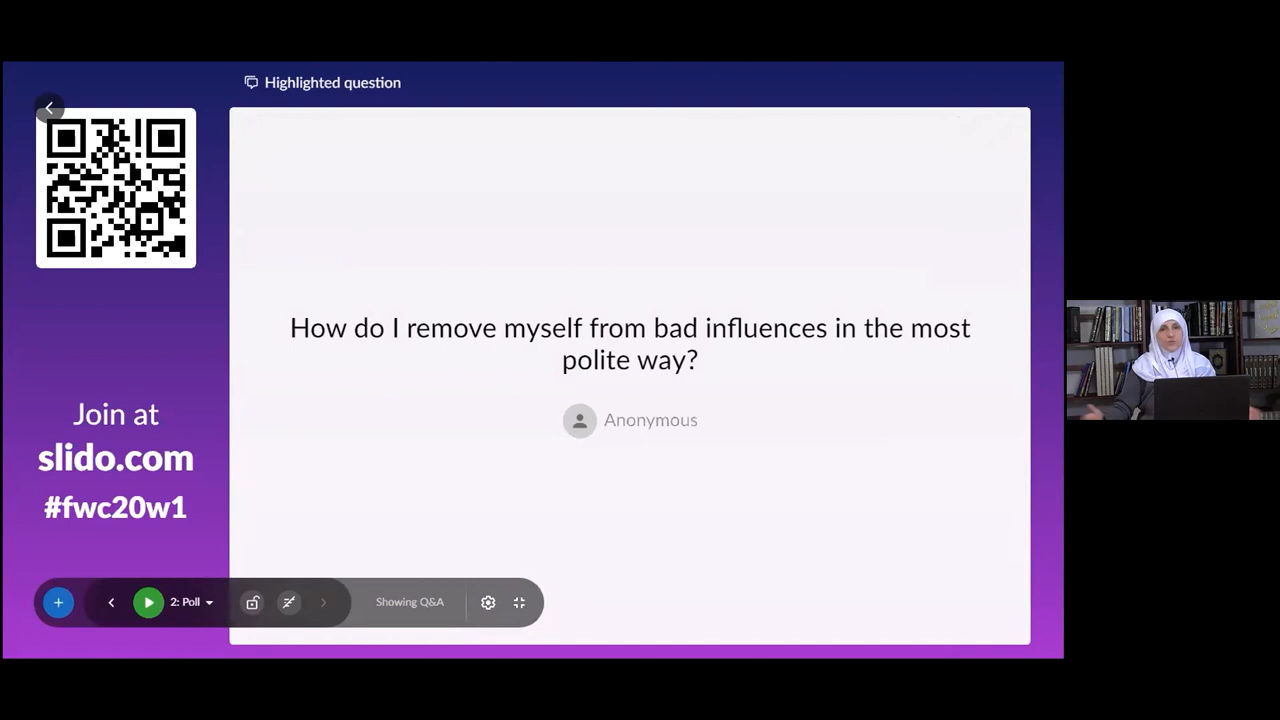 Highlighted question
How do I remove myself from bad influences in the most
polite way?
Anonymous
Join at
slido.com
#fwc20w1
2: Poll
Showing Q&A